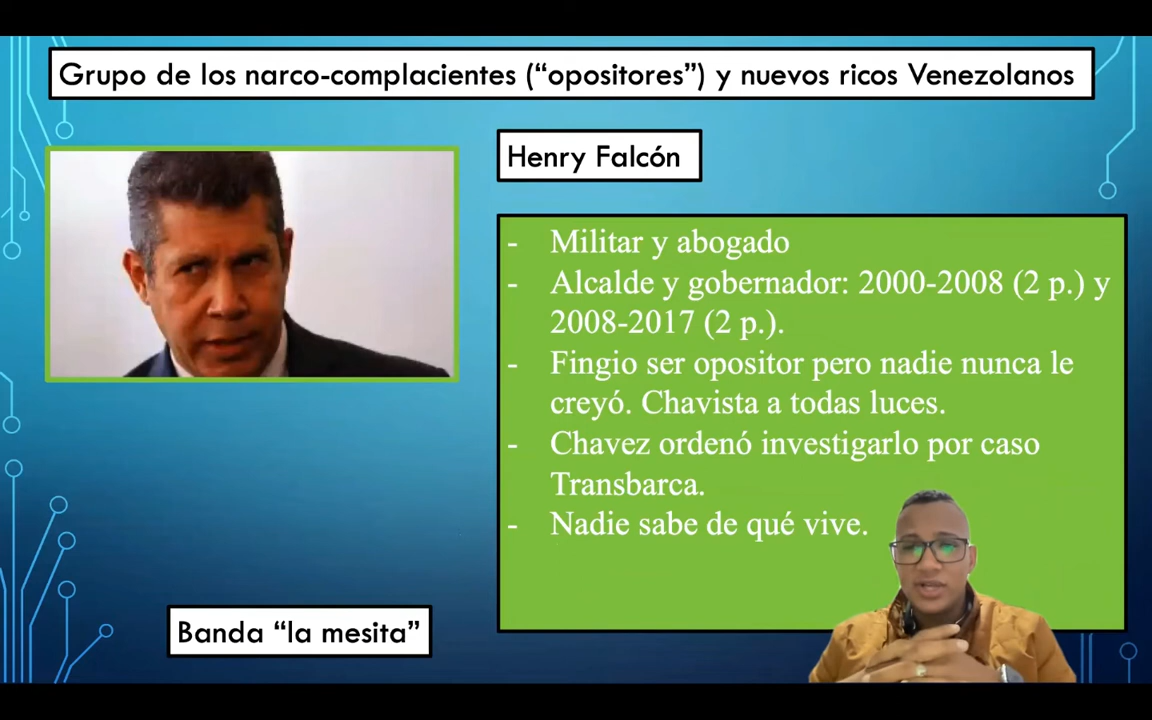 Grupo de los narco-complacientes (“opositores”) y nuevos ricos Venezolanos
Henry Falcón
- Militar y abogado
- Alcalde y gobernador: 2000-2008 (2 p.) y
2008-2017 (2 p.).
- Fingio ser opositor pero nadie nunca le
creyó. Chavista a todas luces.
- Chavez ordenó investigarlo por caso
Transbarca.
- Nadie sabe de qué vive.
Banda “la mesita”